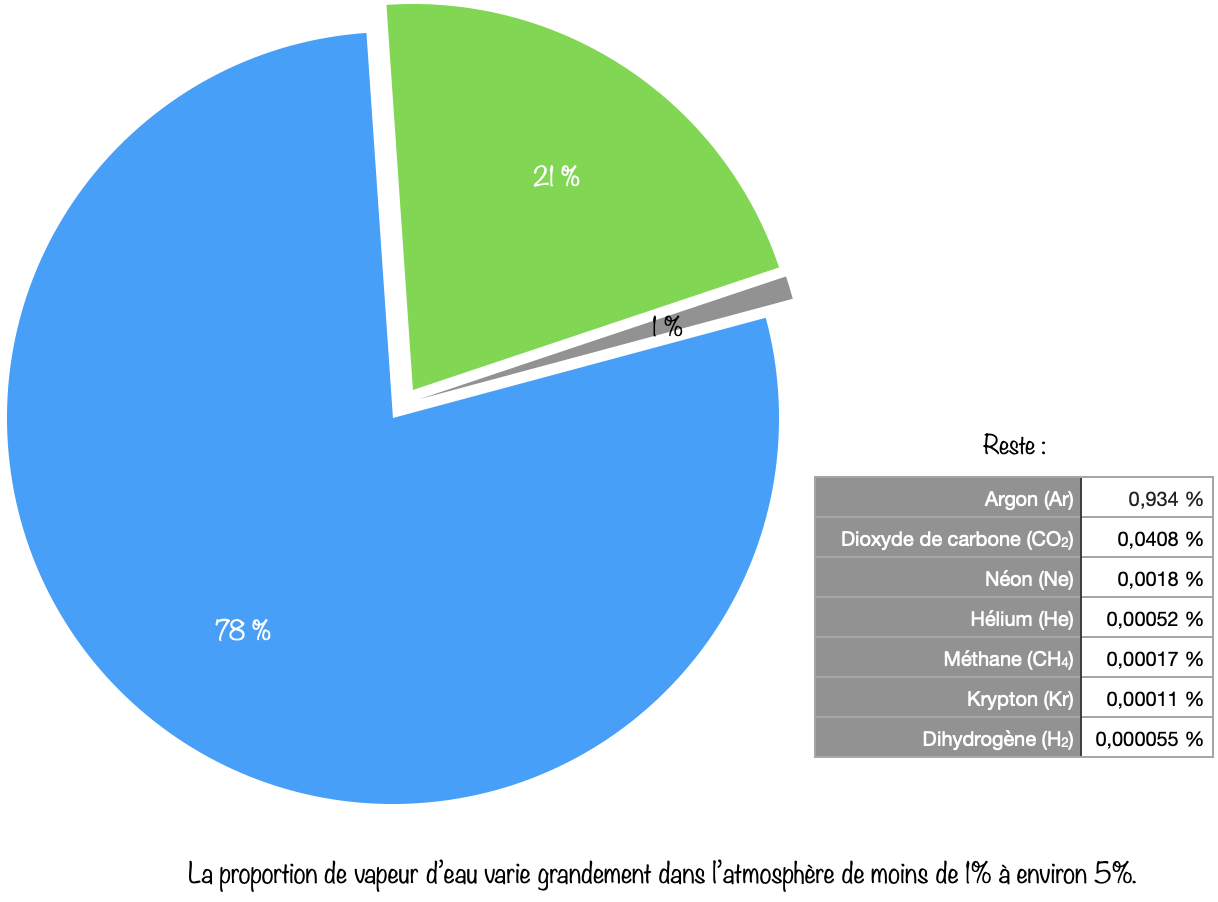 21 %
1 %
78 %
Reste :
Argon (Ar) 0,934 %
Dioxyde de carbone (CO₂) 0,0408 %
Néon (Ne) 0,0018 %
Hélium (He) 0,00052 %
Méthane (CH₄) 0,00017 %
Krypton (Kr) 0,00011 %
Dihydrogène (H₂) 0,000055 %
La proportion de vapeur d’eau varie grandement dans l’atmosphère de moins de 1% à environ 5%.